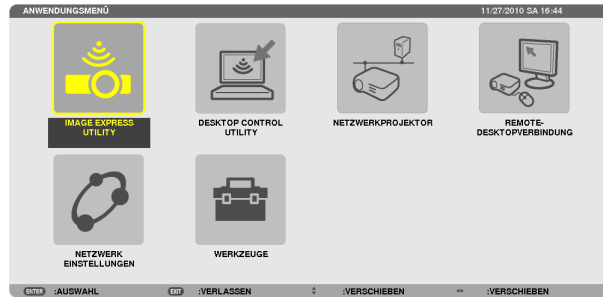 ANWENDUNGSMENÜ 11/27/2010 SA 16:44
IMAGE EXPRESS
UTILITY
DESKTOP CONTROL
UTILITY
NETZWERKPROJEKTOR
REMOTE-
DESKTOPVERBINDUNG
NETZWERK
EINSTELLUNGEN
WERKZEUGE
ENTER :AUSWAHL EXIT :VERLASSEN :VERSCHIEBEN :VERSCHIEBEN